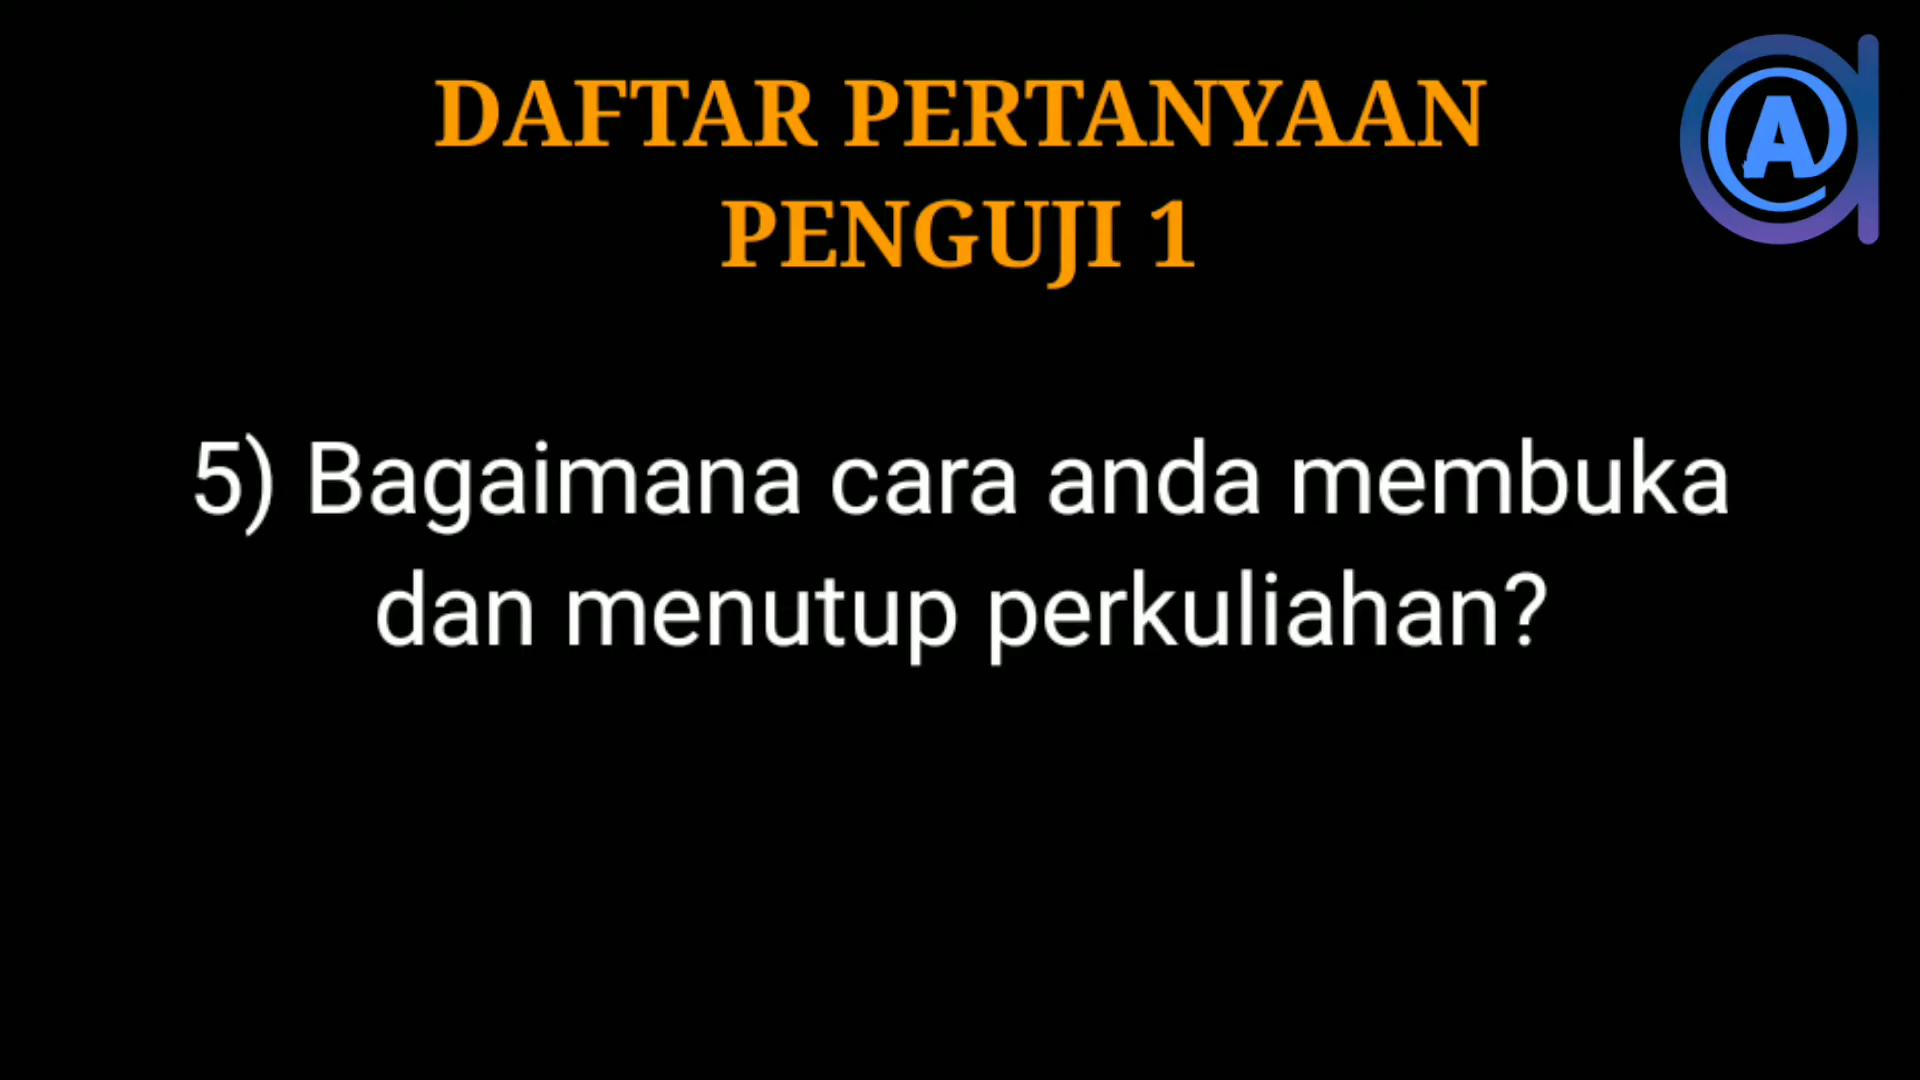 DAFTAR PERTANYAAN
PENGUJI 1
A
5) Bagaimana cara anda membuka
dan menutup perkuliahan?